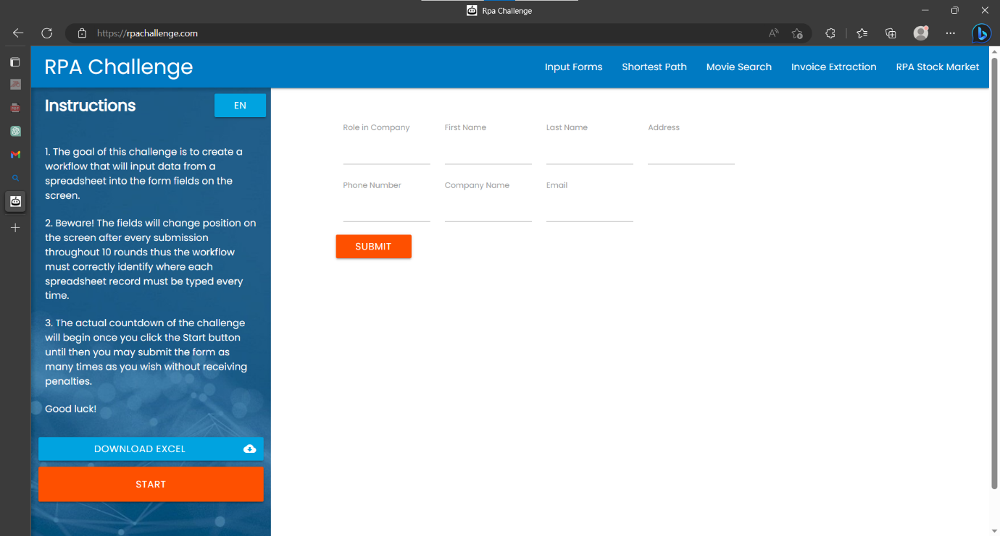 Rpa Challenge
https://rpachallenge.com
RPA Challenge
Input Forms
Shortest Path
Movie Search
Invoice Extraction
RPA Stock Market
Instructions
EN
1. The goal of this challenge is to create a
workflow that will input data from a
spreadsheet into the form fields on the
screen.
2. Beware! The fields will change position on
the screen after every submission
throughout 10 rounds thus the workflow
must correctly identify where each
spreadsheet record must be typed every
time.
3. The actual countdown of the challenge
will begin once you click the Start button
until then you may submit the form as
many times as you wish without receiving
penalties.
Good luck!
DOWNLOAD EXCEL
START
Role in Company
First Name
Last Name
Address
Phone Number
Company Name
Email
SUBMIT